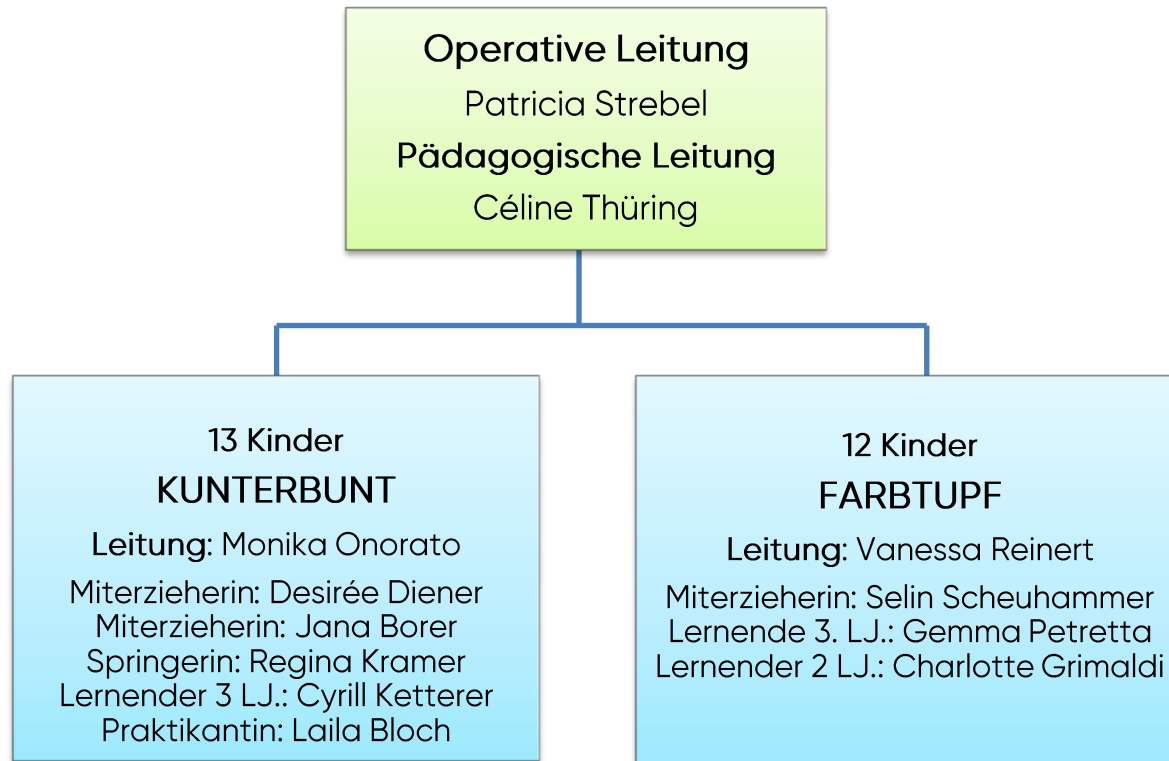 Operative Leitung
Patricia Strebel
Pädagogische Leitung
Céline Thüring
13 Kinder
KUNTERBUNT
Leitung: Monika Onorato
Miterzieherin: Desirée Diener
Miterzieherin: Jana Borer
Springerin: Regina Kramer
Lernender 3 LJ.: Cyrill Ketterer
Praktikantin: Laila Bloch
12 Kinder
FARBTUPF
Leitung: Vanessa Reinert
Miterzieherin: Selin Scheuhammer
Lernende 3. LJ.: Gemma Petretta
Lernender 2 LJ.: Charlotte Grimaldi